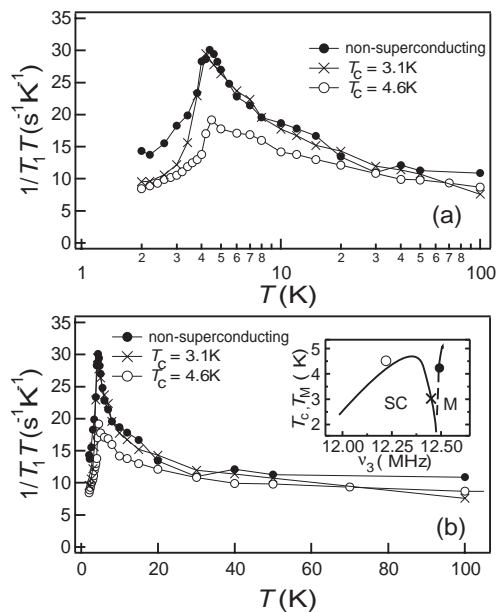 35
30
25
20
15
10
5
0
1/T₁T (s⁻¹K⁻¹)
non-superconducting
Tc = 3.1K
Tc = 4.6K
(a)
1 2 3 4 5 6 7 8 10 2 3 4 5 6 7 8 100
T (K)
35
30
25
20
15
10
5
0
1/T₁T (s⁻¹K⁻¹)
non-superconducting
Tc = 3.1K
Tc = 4.6K
5
4
3
2
Tc, TM ( K)
SC
M
12.00 12.25 12.50
ν₃ ( MHz)
(b)
0 20 40 60 80 100
T (K)